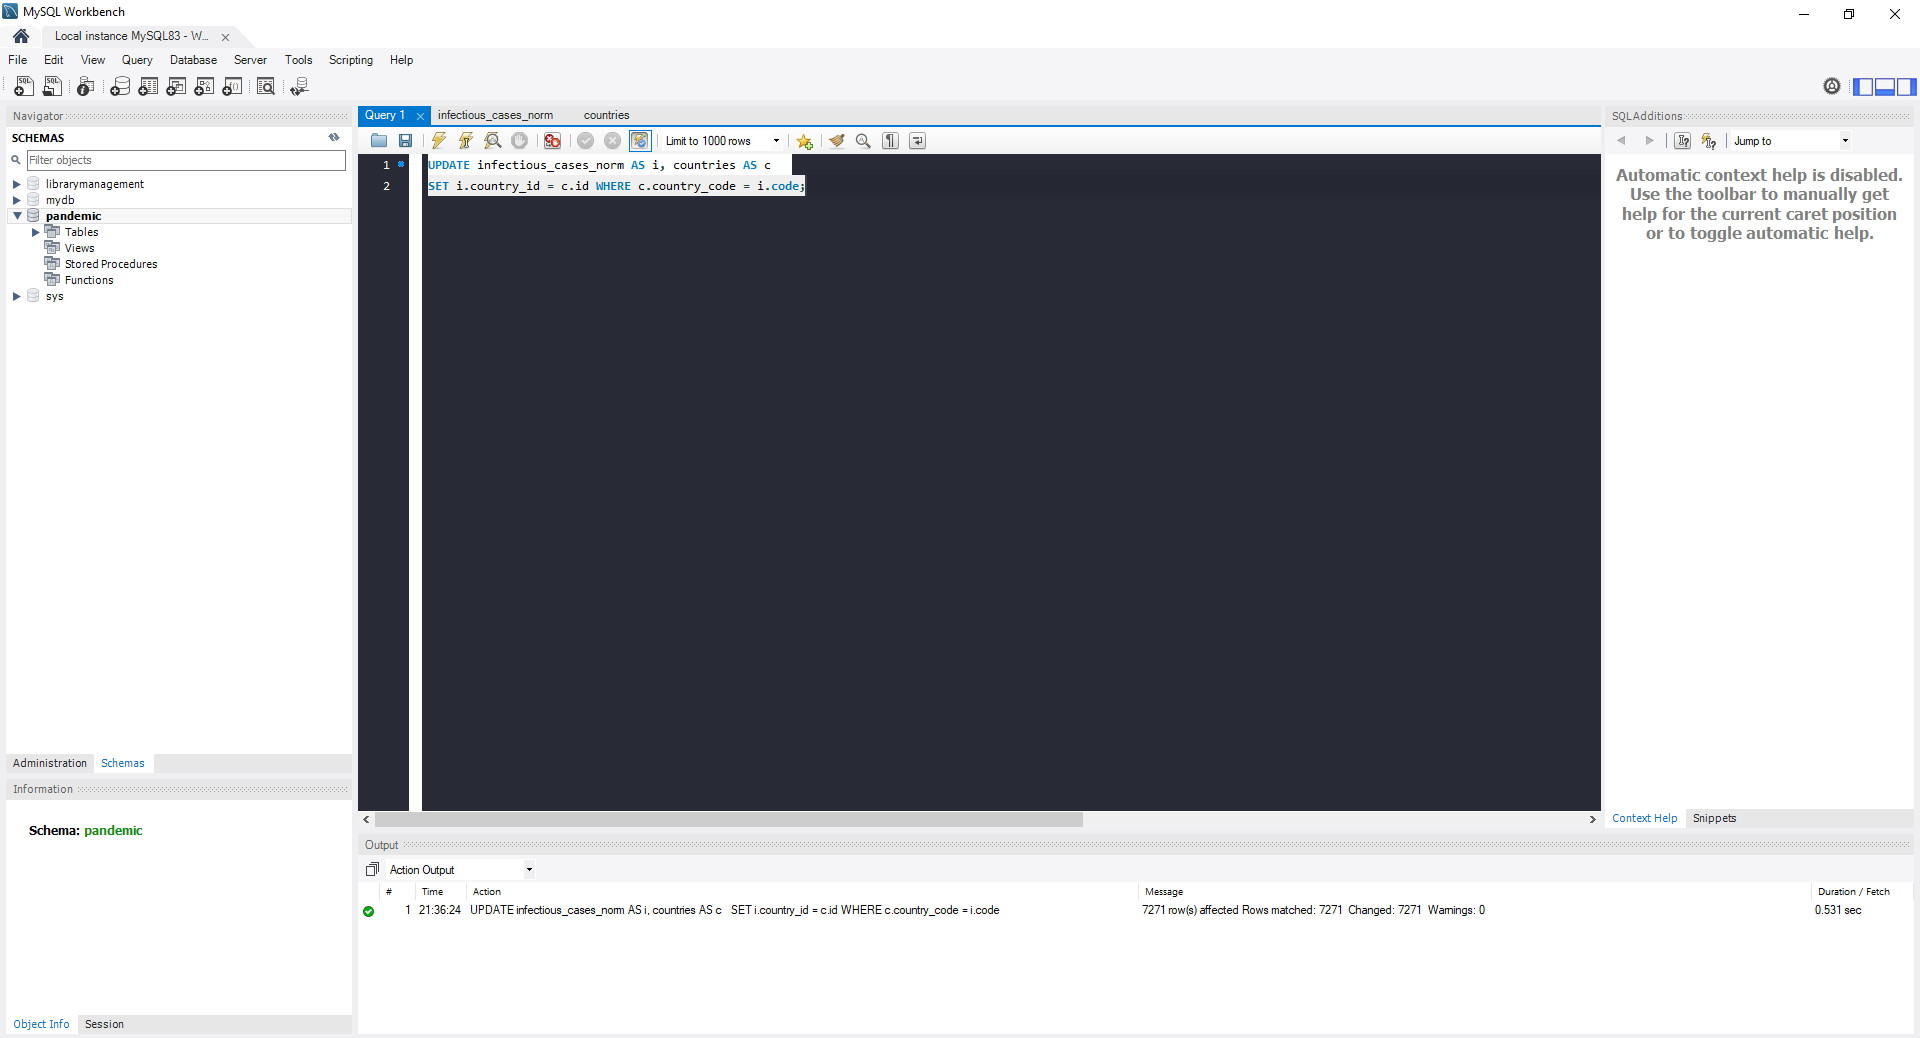 MySQL Workbench
Local instance MySQL83 - W...
File Edit View Query Database Server Tools Scripting Help
Navigator
SCHEMAS
Filter objects
librarymanagement
mydb
pandemic
Tables
Views
Stored Procedures
Functions
sys
Administration Schemas
Information
Schema: pandemic
Object Info Session
Query 1 infectious_cases_norm countries
Limit to 1000 rows
1 UPDATE infectious_cases_norm AS i, countries AS c
2 SET i.country_id = c.id WHERE c.country_code = i.code;
Output
Action Output
# Time Action Message Duration / Fetch
1 21:36:24 UPDATE infectious_cases_norm AS i, countries AS c SET i.country_id = c.id WHERE c.country_code = i.code 7271 row(s) affected Rows matched: 7271 Changed: 7271 Warnings: 0 0.531 sec
SQLAdditions
Jump to
Automatic context help is disabled.
Use the toolbar to manually get
help for the current caret position
or to toggle automatic help.
Context Help Snippets